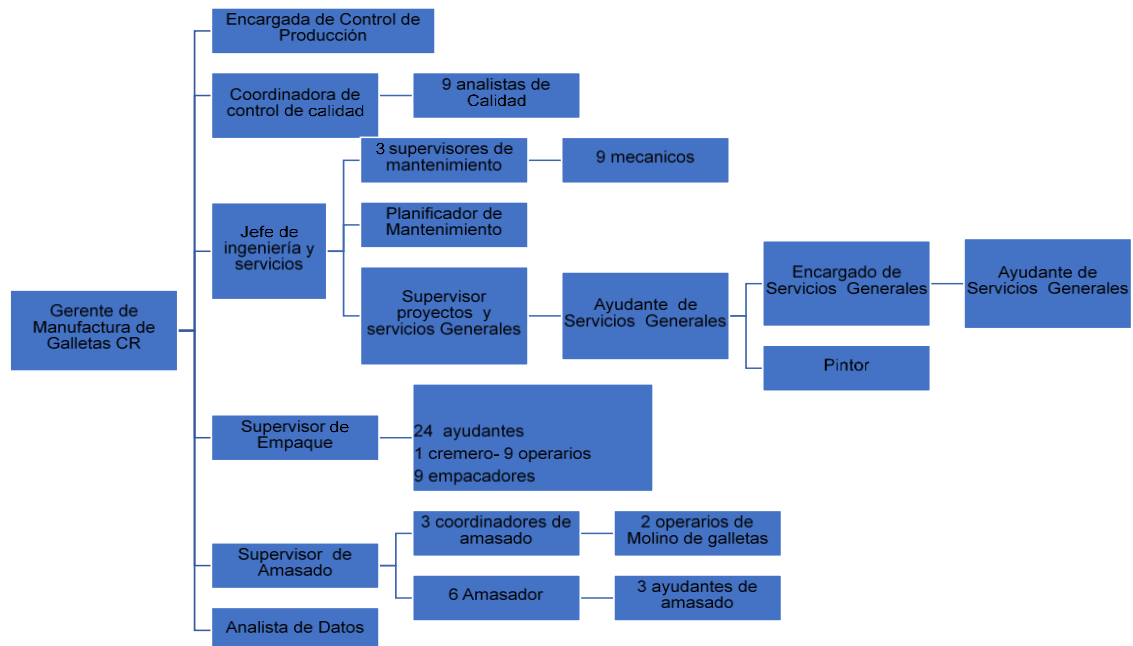 Encargada de Control de
Producción
Coordinadora de
control de calidad
9 analistas de
Calidad
3 supervisores de
mantenimiento
9 mecanicos
Planificador de
Mantenimiento
Jefe de
ingeniería y
servicios
Supervisor
proyectos y
servicios Generales
Ayudante de
Servicios Generales
Encargado de
Servicios Generales
Ayudante de
Servicios Generales
Pintor
Gerente de
Manufactura de
Galletas CR
Supervisor de
Empaque
24 ayudantes
1 cremero- 9 operarios
9 empacadores
Supervisor de
Amasado
3 coordinadores de
amasado
2 operarios de
Molino de galletas
6 Amasador
3 ayudantes de
amasado
Analista de Datos